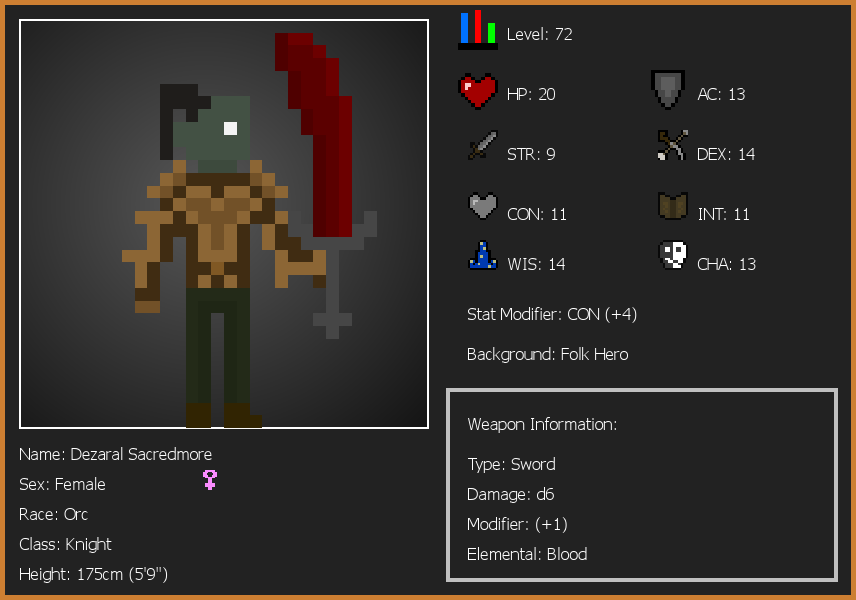 Level: 72
HP: 20
AC: 13
STR: 9
DEX: 14
CON: 11
INT: 11
WIS: 14
CHA: 13
Stat Modifier: CON (+4)
Background: Folk Hero
Weapon Information:
Type: Sword
Damage: d6
Modifier: (+1)
Elemental: Blood
Name: Dezaral Sacredmore
Sex: Female
Race: Orc
Class: Knight
Height: 175cm (5'9")